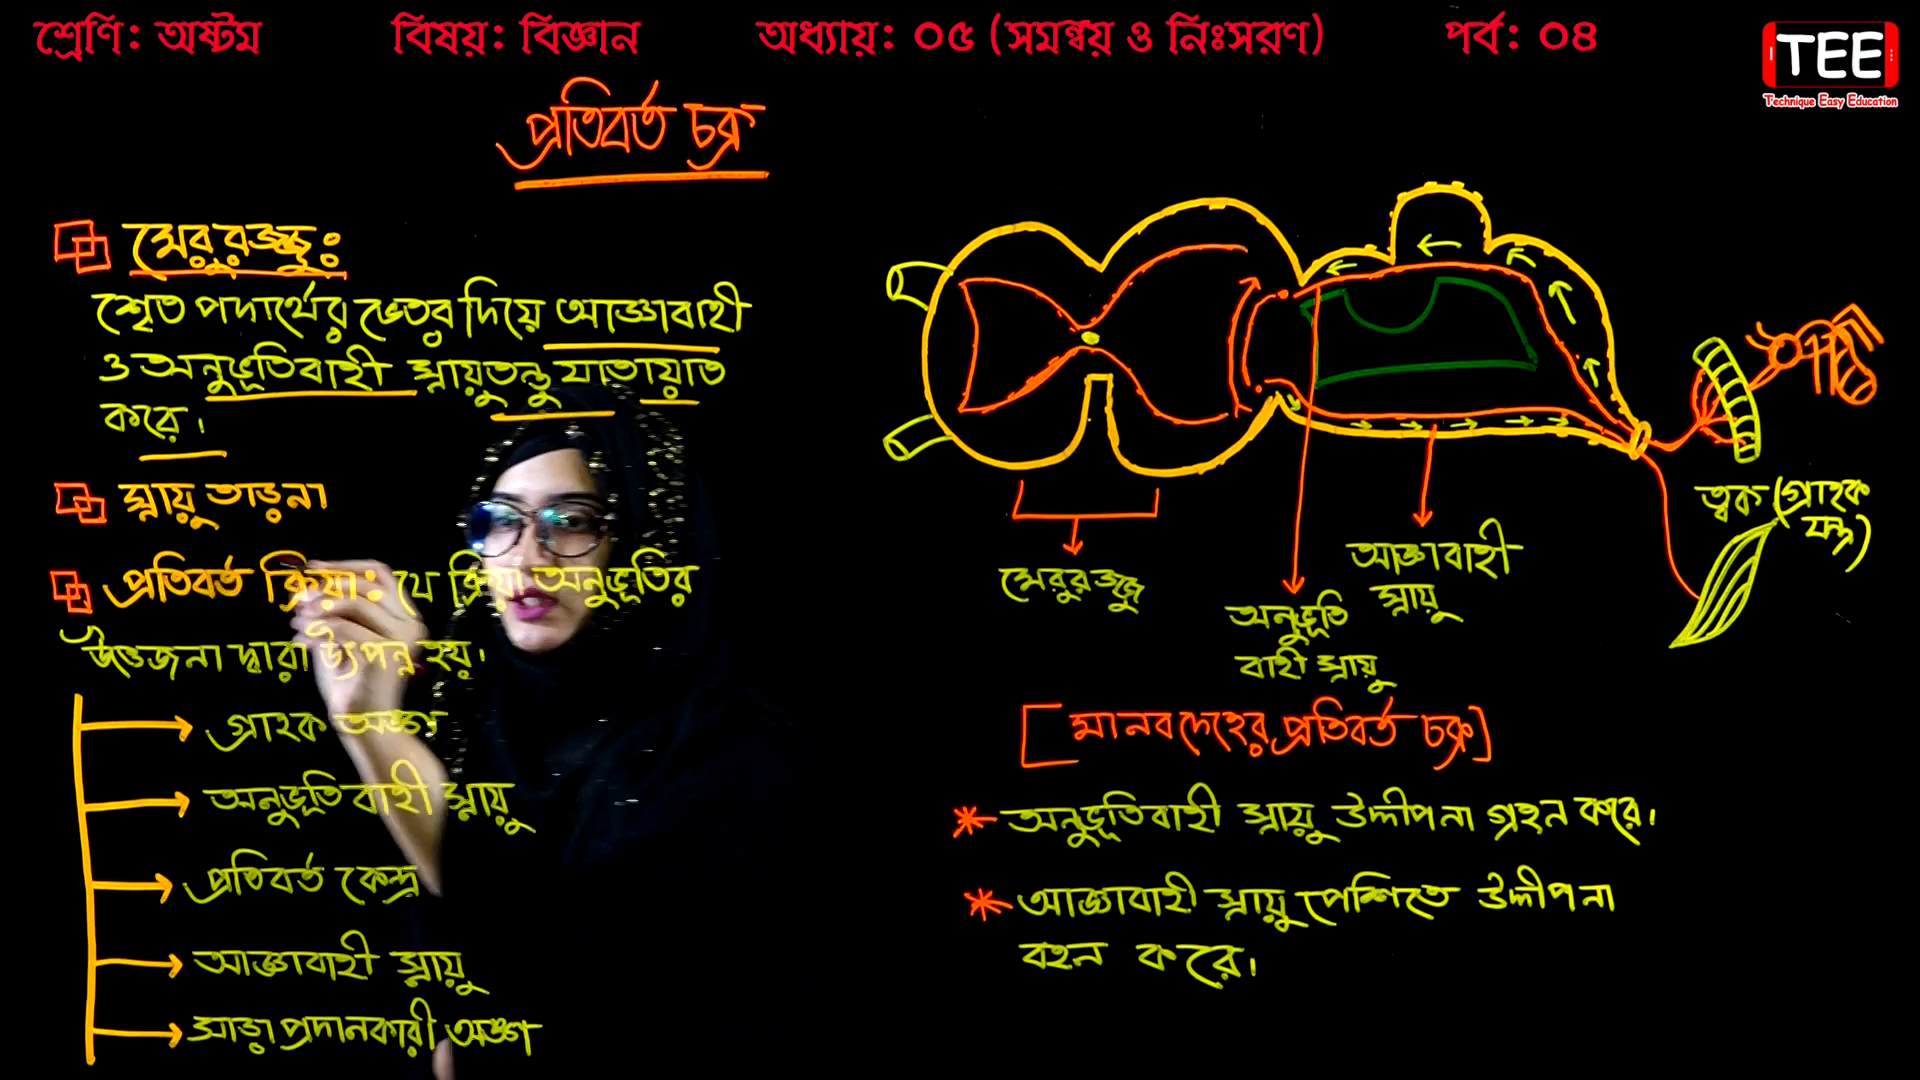 শ্রেণি: অষ্টম বিষয়: বিজ্ঞান অধ্যায়: ০৫ (সমন্বয় ও নিঃসরণ) পর্ব: ০৪
TEE
Technique Easy Education
প্রতিবর্ত চক্র
মেরুরজ্জু:
শ্বেত পদার্থের ভেতর দিয়ে আজ্ঞাবাহী
ও অনুভূতিবাহী স্নায়ুতন্তু যাতায়াত
করে।
স্নায়ু তাড়না
প্রতিবর্ত ক্রিয়া: যে ক্রিয়া অনুভূতির
উত্তেজনা দ্বারা উৎপন্ন হয়।
গ্রাহক অঙ্গ
অনুভূতি বাহী স্নায়ু
প্রতিবর্ত কেন্দ্র
আজ্ঞাবাহী স্নায়ু
সাড়া প্রদানকারী অঙ্গ
মেরুরজ্জু
অনুভূতি
বাহী স্নায়ু
আজ্ঞাবাহী
স্নায়ু
ত্বক (গ্রাহক
যন্ত্র)
[মানবদেহের প্রতিবর্ত চক্র]
* অনুভূতিবাহী স্নায়ু উদ্দীপনা গ্রহন করে।
* আজ্ঞাবাহী স্নায়ু পেশিতে উদ্দীপনা
বহন করে।